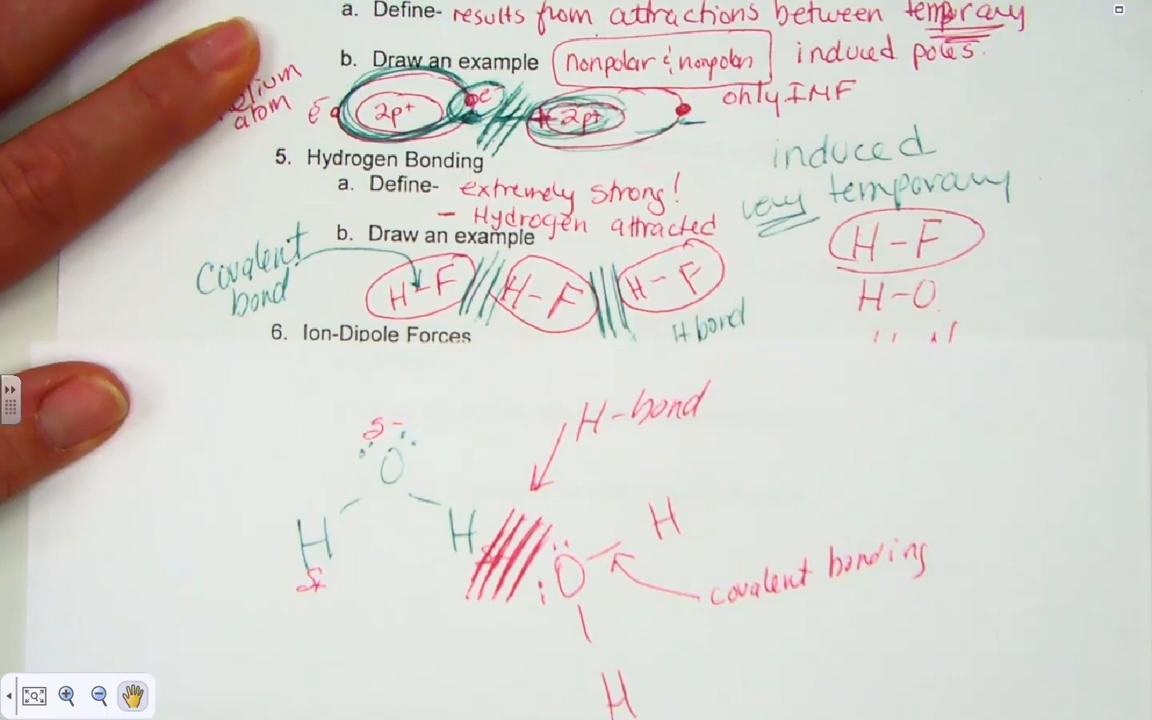 a. Define- results from attractions between temporary
b. Draw an example nonpolar & nonpolar induced poles.
only IMF
atom e- 2p+ e- 2p+
5. Hydrogen Bonding
induced
a. Define- extremely strong!
very temporary
- Hydrogen attracted
b. Draw an example
H-F
Covalent bond
H-F H-F H-F
H-O
H bond
6. Ion-Dipole Forces
H-bond
δ-
O
H H
δ+
O H
covalent bonding
H